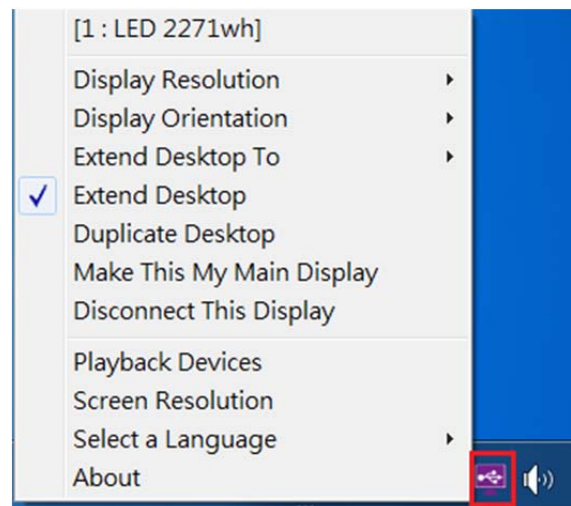 [1 : LED 2271wh]
Display Resolution
Display Orientation
Extend Desktop To
Extend Desktop
Duplicate Desktop
Make This My Main Display
Disconnect This Display
Playback Devices
Screen Resolution
Select a Language
About